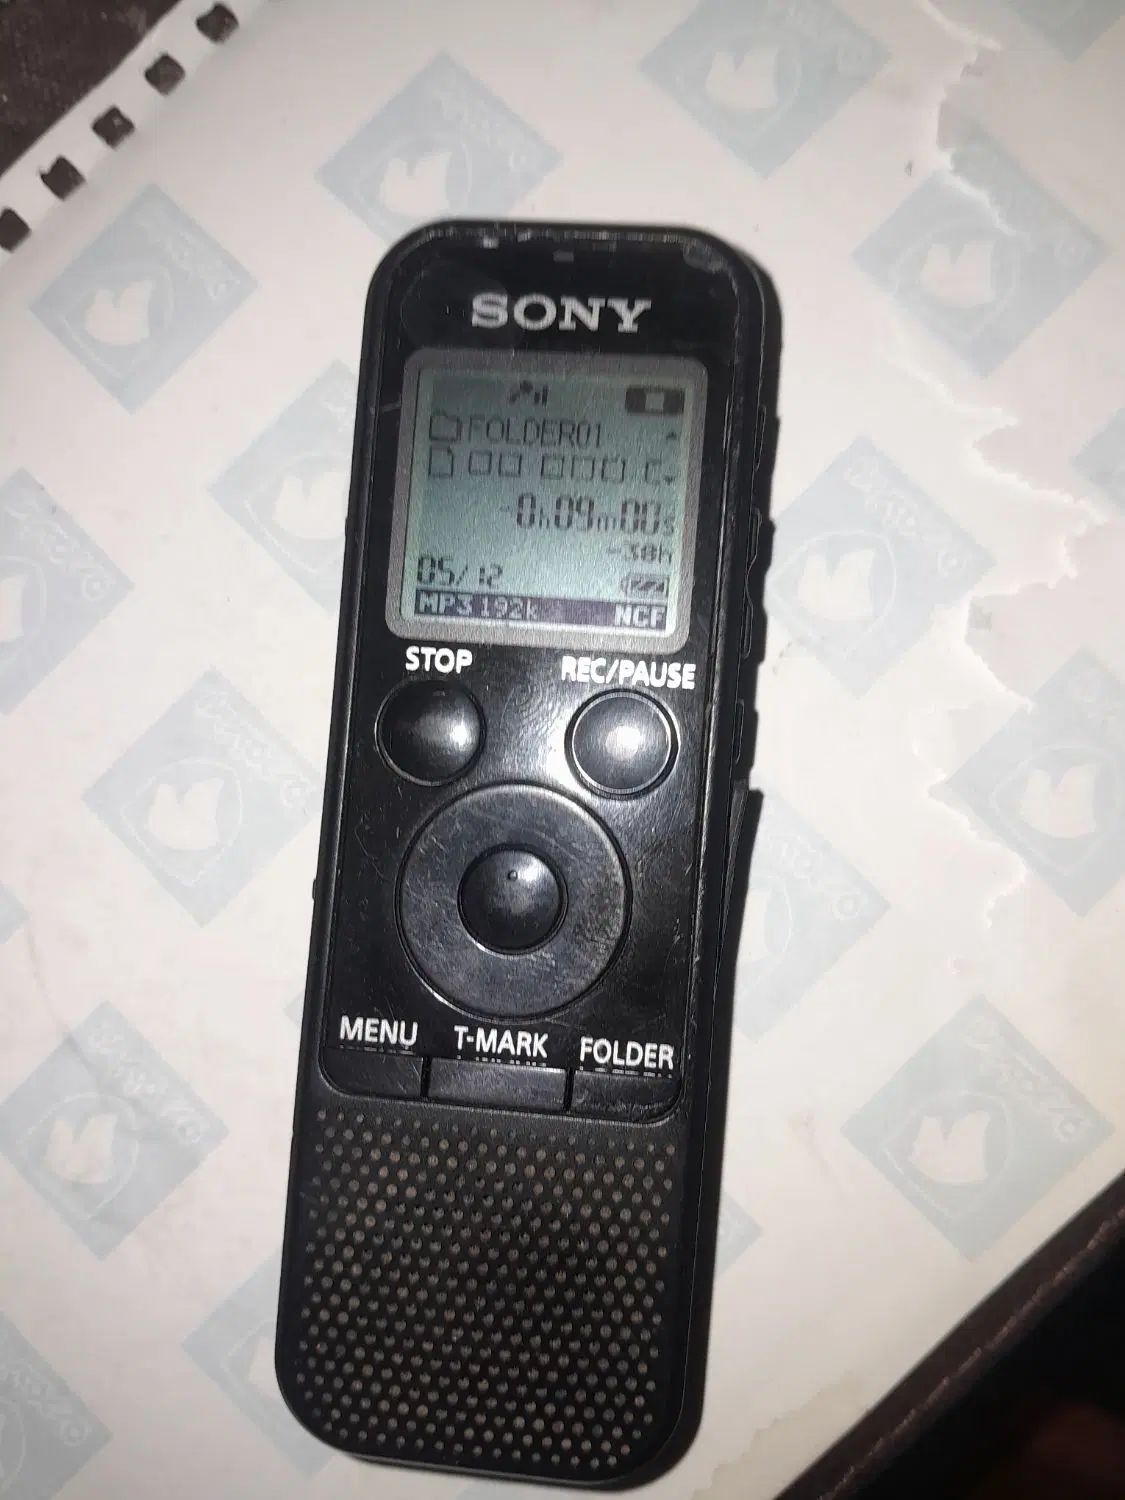 SONY
FOLDER01
□□ □□□ C
-0h09m00s
-38h
05/12
MP3 192k NCF
STOP REC/PAUSE
MENU T-MARK FOLDER